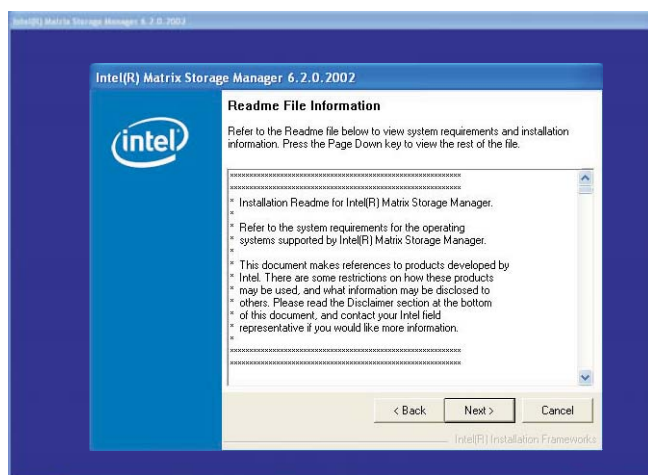 Intel(R) Matrix Storage Manager 6.2.0.2002
Intel(R) Matrix Storage Manager 6.2.0.2002
intel
Readme File Information
Refer to the Readme file below to view system requirements and installation
information. Press the Page Down key to view the rest of the file.
************************************************************
************************************************************
* Installation Readme for Intel(R) Matrix Storage Manager.
*
* Refer to the system requirements for the operating
* systems supported by Intel(R) Matrix Storage Manager.
*
* This document makes references to products developed by
* Intel. There are some restrictions on how these products
* may be used, and what information may be disclosed to
* others. Please read the Disclaimer section at the bottom
* of this document, and contact your Intel field
* representative if you would like more information.
*
************************************************************
************************************************************
< Back
Next >
Cancel
Intel(R) Installation Frameworks